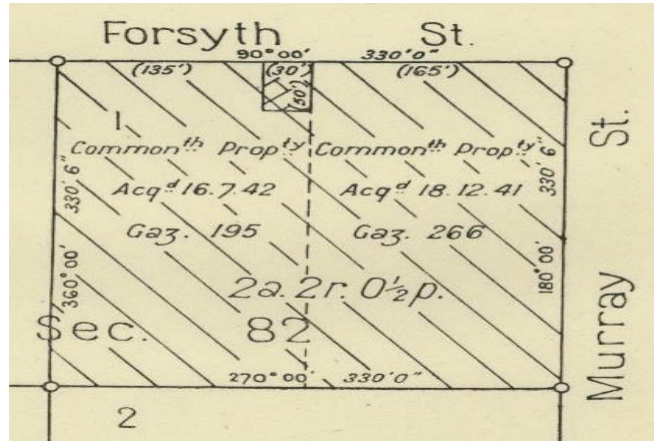 Forsyth St.
90°00' 330'0"
(135') (30') (165')
(50')
1
Commonth Propty Commonth Propty
Acqd 16.7.42 Acqd 18.12.41
Gaz. 195 Gaz. 266
330'6"
360°00'
330'6"
180°00'
2a. 2r. 0½p.
Sec. 82
270°00' 330'0"
2
Murray St.